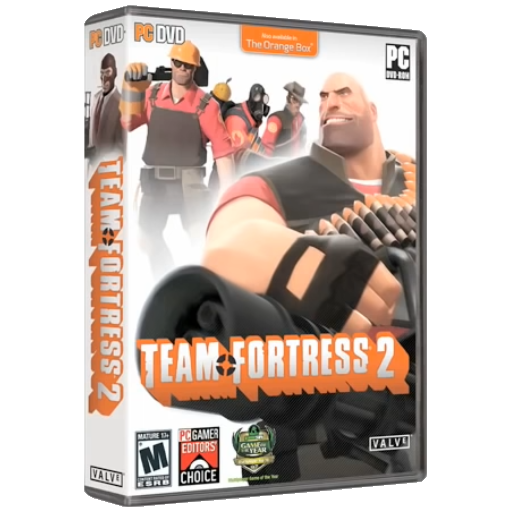 PC DVD
TEAM FORTRESS 2
VALVE
PC DVD
Also available in
The Orange Box
PC
DVD-ROM
TEAM FORTRESS 2
MATURE 17+
M
ESRB
PC GAMER
EDITORS'
CHOICE
GAME OF THE
YEAR
VALVE